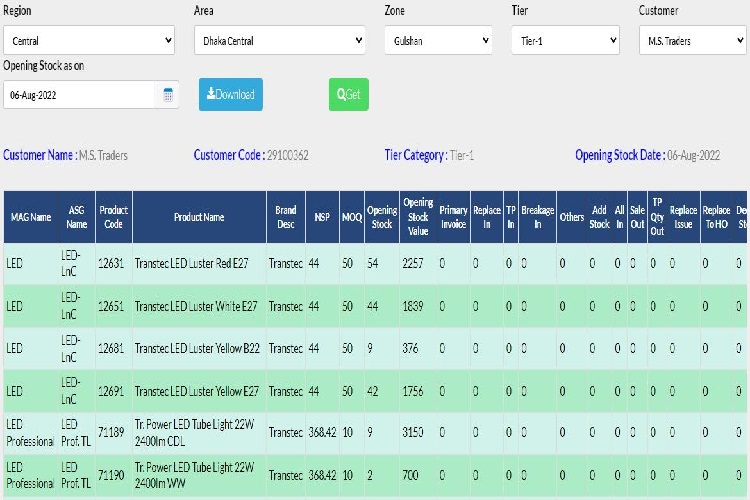 Region Area Zone Tier Customer
Central Dhaka Central Gulshan Tier-1 M.S. Traders
Opening Stock as on
06-Aug-2022 Download Get
Customer Name : M.S. Traders Customer Code : 29100362 Tier Category : Tier-1 Opening Stock Date : 06-Aug-2022
MAG Name ASG Name Product Code Product Name Brand Desc NSP MOQ Opening Stock Opening Stock Value Primary Invoice Replace In TP In Breakage In Others Add Stock All In Sale Out TP Qty Out Replace Issue Replace To HO
LED LED-LnC 12631 Transtec LED Luster Red E27 Transtec 44 50 54 2257 0 0 0 0 0 0 0 0 0 0 0
LED LED-LnC 12651 Transtec LED Luster White E27 Transtec 44 50 44 1839 0 0 0 0 0 0 0 0 0 0 0
LED LED-LnC 12681 Transtec LED Luster Yellow B22 Transtec 44 50 9 376 0 0 0 0 0 0 0 0 0 0 0
LED LED-LnC 12691 Transtec LED Luster Yellow E27 Transtec 44 50 42 1756 0 0 0 0 0 0 0 0 0 0 0
LED Professional LED Prof. TL 71189 Tr. Power LED Tube Light 22W 2400lm CDL Transtec 368.42 10 9 3150 0 0 0 0 0 0 0 0 0 0 0
LED Professional LED Prof. TL 71190 Tr. Power LED Tube Light 22W 2400lm WW Transtec 368.42 10 2 700 0 0 0 0 0 0 0 0 0 0 0